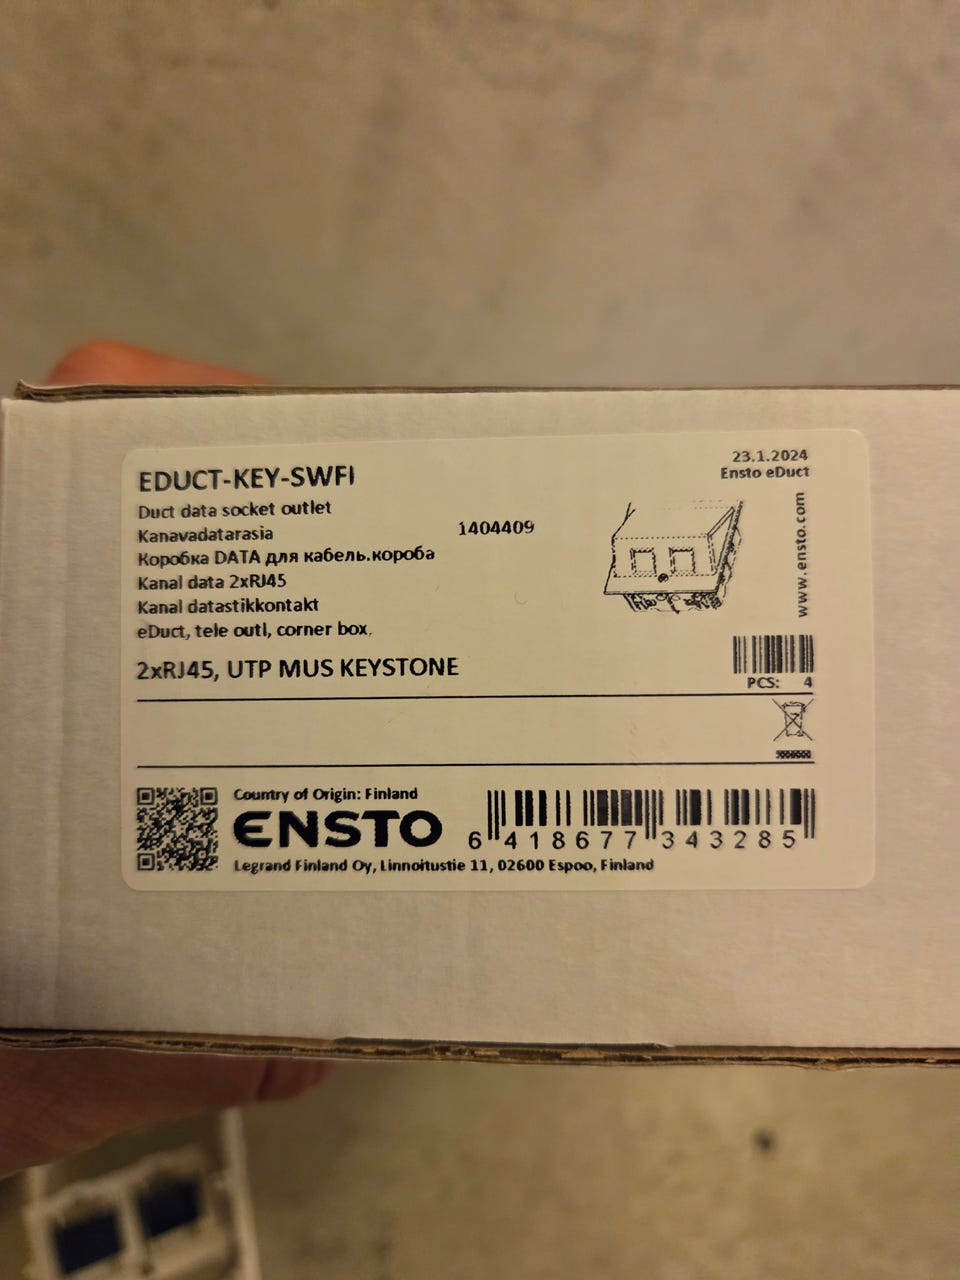 EDUCT-KEY-SWFI
Duct data socket outlet
Kanavadatarasia
1404409
Коробка DATA для кабель.короба
Kanal data 2xRJ45
Kanal datastikkontakt
eDuct, tele outl, corner box,
2xRJ45, UTP MUS KEYSTONE
23.1.2024
Ensto eDuct
www.ensto.com
PCS: 4
Country of Origin: Finland
ENSTO
Legrand Finland Oy, Linnoitustie 11, 02600 Espoo, Finland
6 418677 343285